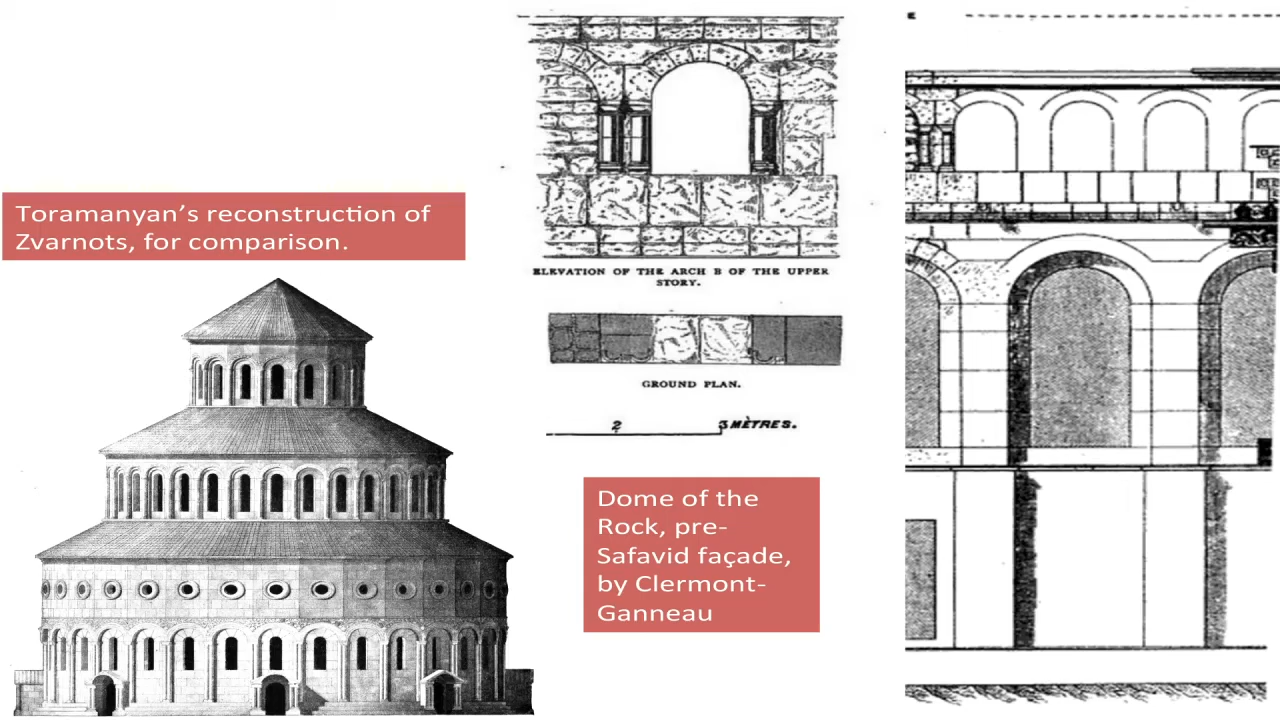 Toramanyan’s reconstruction of
Zvarnots, for comparison.
ELEVATION OF THE ARCH B OF THE UPPER
STORY.
GROUND PLAN.
2 3 MÈTRES.
Dome of the
Rock, pre-
Safavid façade,
by Clermont-
Ganneau
E